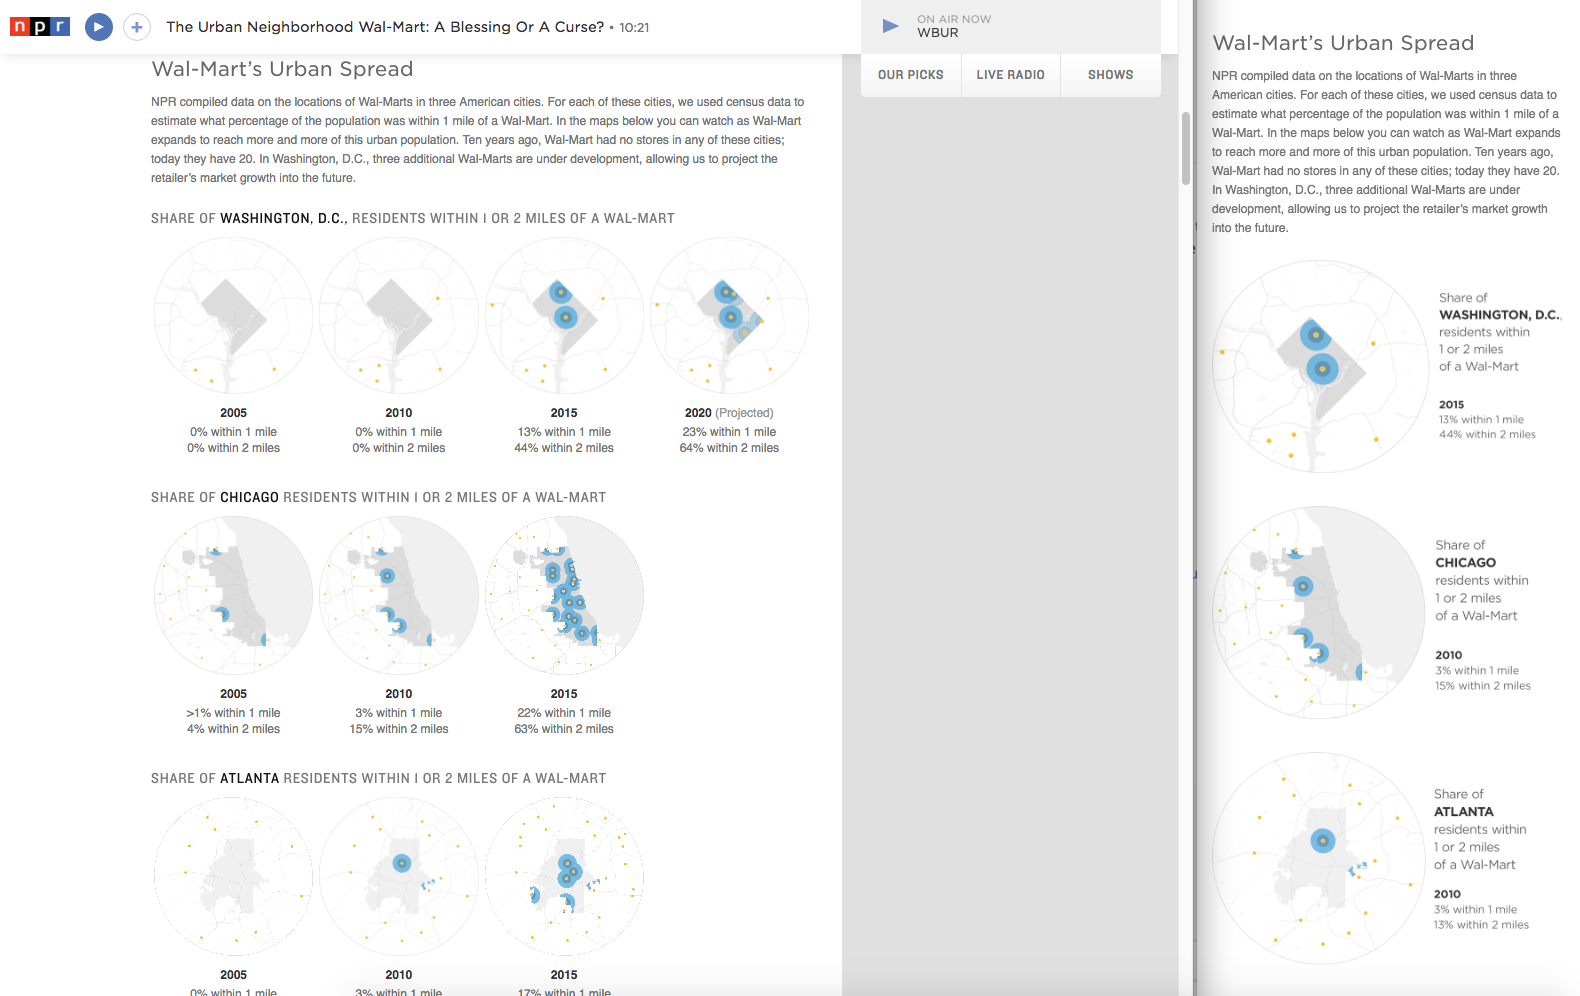 npr
The Urban Neighborhood Wal-Mart: A Blessing Or A Curse? • 10:21
ON AIR NOW
WBUR
OUR PICKS
LIVE RADIO
SHOWS
Wal-Mart’s Urban Spread
NPR compiled data on the locations of Wal-Marts in three American cities. For each of these cities, we used census data to
estimate what percentage of the population was within 1 mile of a Wal-Mart. In the maps below you can watch as Wal-Mart
expands to reach more and more of this urban population. Ten years ago, Wal-Mart had no stores in any of these cities;
today they have 20. In Washington, D.C., three additional Wal-Marts are under development, allowing us to project the
retailer’s market growth into the future.
SHARE OF WASHINGTON, D.C., RESIDENTS WITHIN 1 OR 2 MILES OF A WAL-MART
2005
0% within 1 mile
0% within 2 miles
2010
0% within 1 mile
0% within 2 miles
2015
13% within 1 mile
44% within 2 miles
2020 (Projected)
23% within 1 mile
64% within 2 miles
SHARE OF CHICAGO RESIDENTS WITHIN 1 OR 2 MILES OF A WAL-MART
2005
>1% within 1 mile
4% within 2 miles
2010
3% within 1 mile
15% within 2 miles
2015
22% within 1 mile
63% within 2 miles
SHARE OF ATLANTA RESIDENTS WITHIN 1 OR 2 MILES OF A WAL-MART
2005
0% within 1 mile
2010
3% within 1 mile
2015
17% within 1 mile
Wal-Mart’s Urban Spread
NPR compiled data on the locations of Wal-Marts in three
American cities. For each of these cities, we used census data to
estimate what percentage of the population was within 1 mile of a
Wal-Mart. In the maps below you can watch as Wal-Mart expands
to reach more and more of this urban population. Ten years ago,
Wal-Mart had no stores in any of these cities; today they have 20.
In Washington, D.C., three additional Wal-Marts are under
development, allowing us to project the retailer’s market growth
into the future.
Share of
WASHINGTON, D.C.,
residents within
1 or 2 miles
of a Wal-Mart
2015
13% within 1 mile
44% within 2 miles
Share of
CHICAGO
residents within
1 or 2 miles
of a Wal-Mart
2010
3% within 1 mile
15% within 2 miles
Share of
ATLANTA
residents within
1 or 2 miles
of a Wal-Mart
2010
3% within 1 mile
13% within 2 miles